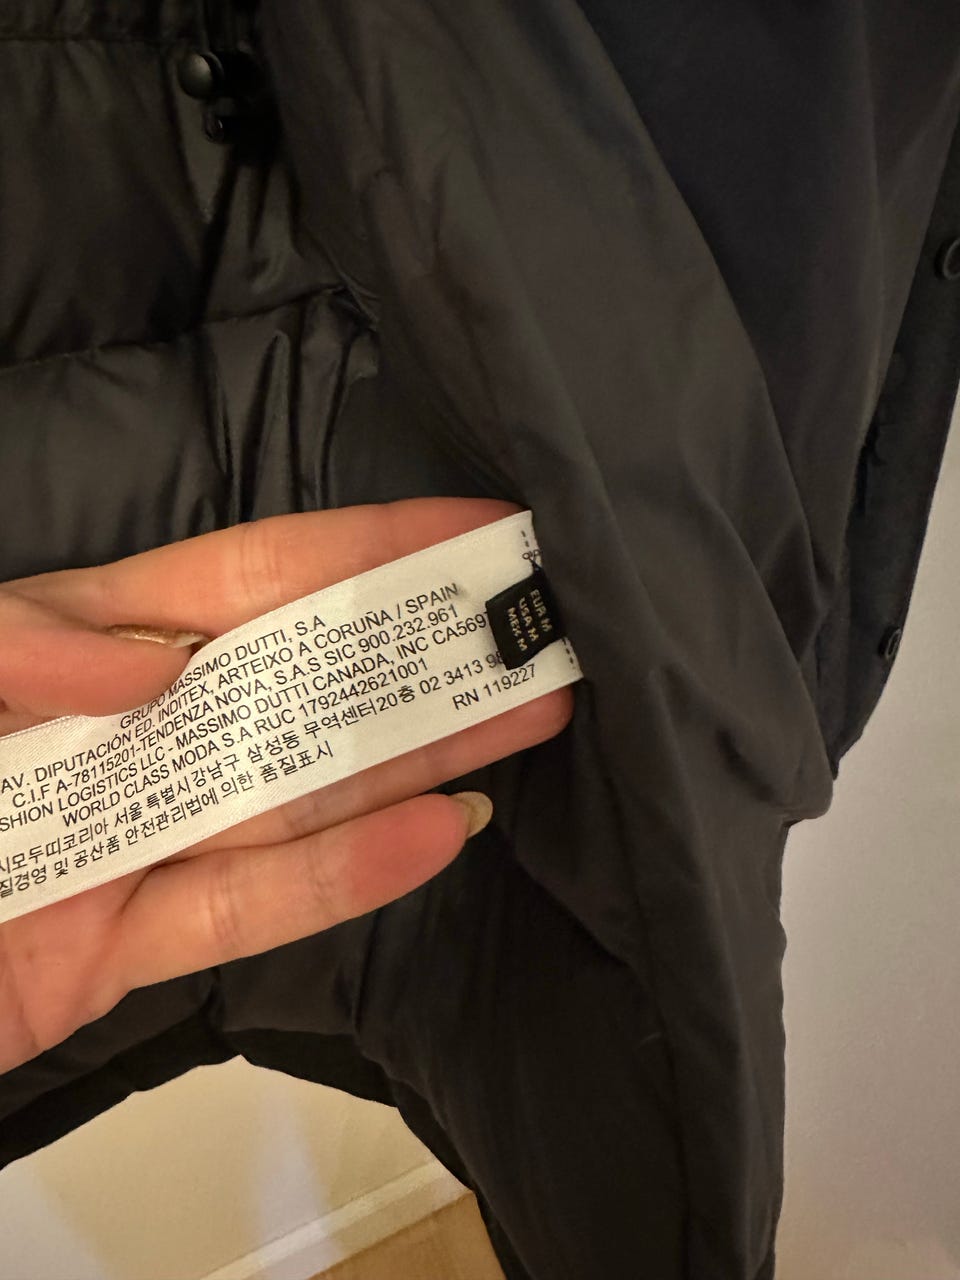 GRUPO MASSIMO DUTTI, S.A
AV. DIPUTACIÓN ED. INDITEX, ARTEIXO A CORUÑA / SPAIN
C.I.F A-78115201-TENDENZA NOVA, S.A.S SIC 900.232.961
SHION LOGISTICS LLC - MASSIMO DUTTI CANADA, INC CA569
WORLD CLASS MODA S.A RUC 1792442621001
시모두띠코리아 서울 특별시강남구 삼성동 무역센터20층 02 3413 98
질경영 및 공산품 안전관리법에 의한 품질표시
RN 119227
EUR M
USA M
MEX M